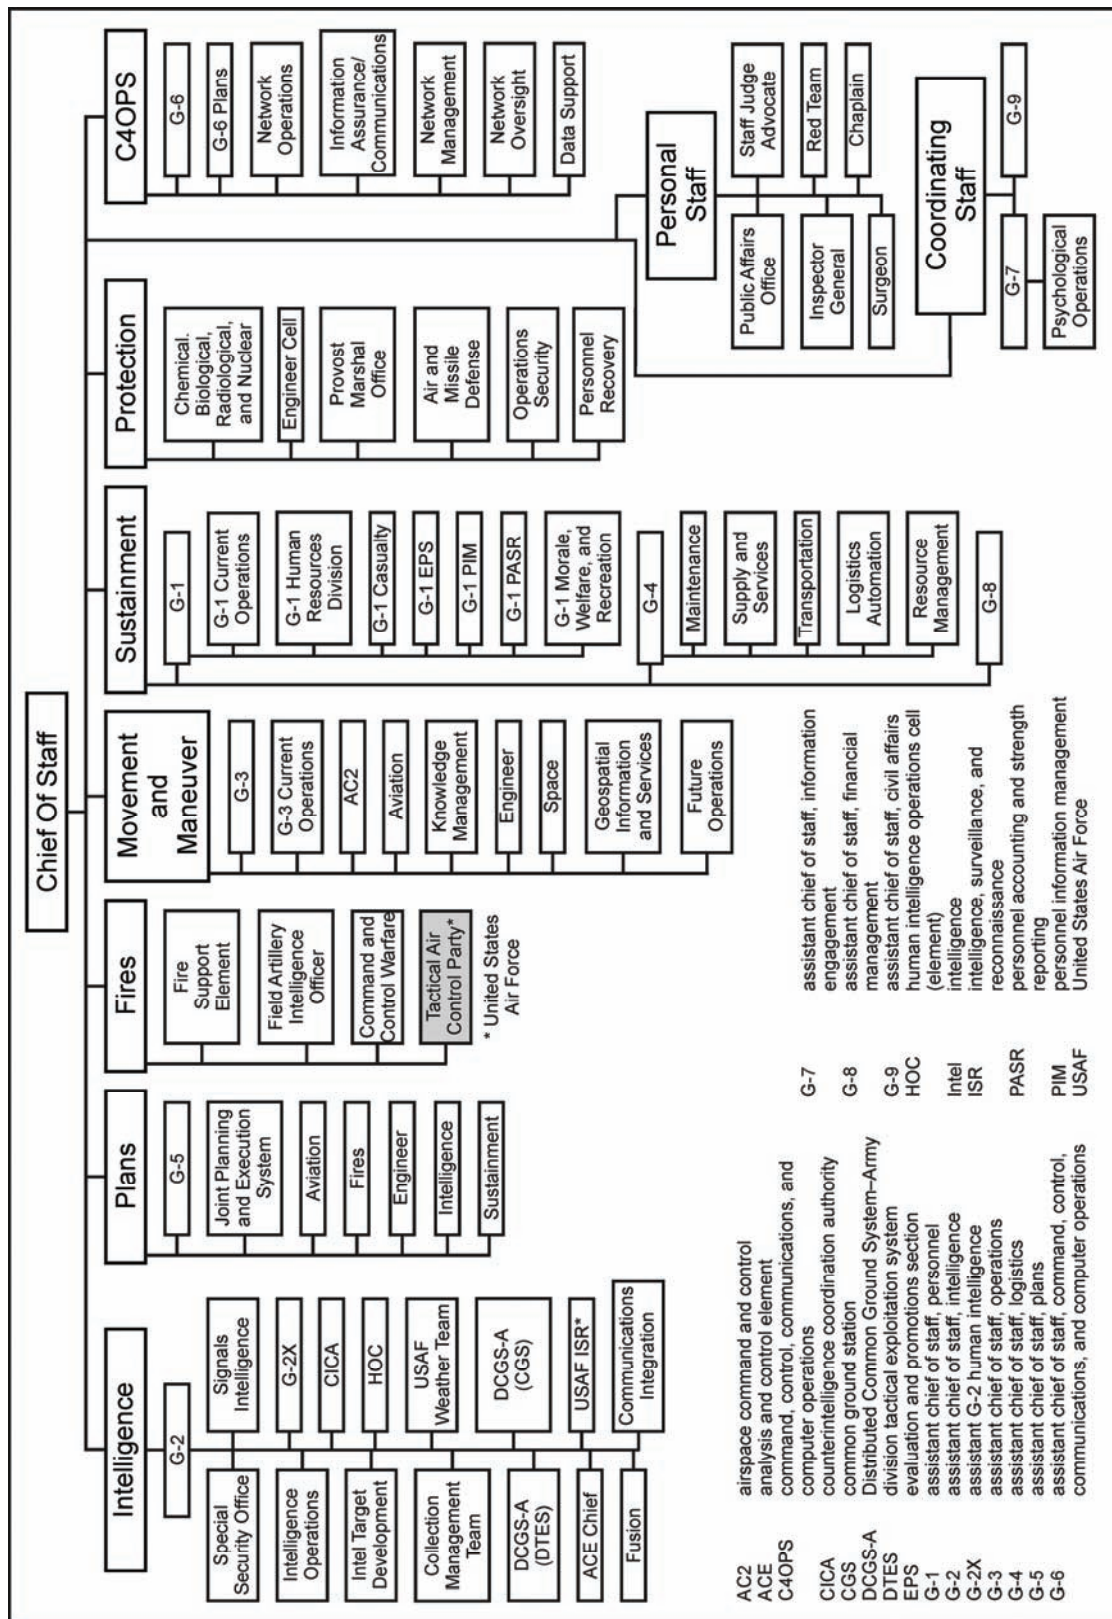 Chief Of Staff
Intelligence
G-2
Special
Security Office
Signals
Intelligence
Intelligence
Operations
G-2X
Intel Target
Development
CICA
HOC
Collection
Management
Team
USAF
Weather Team
DCGS-A
(DTES)
DCGS-A
(CGS)
ACE Chief
USAF ISR*
Fusion
Communications
Integration
Plans
G-5
Joint Planning
and Execution
System
Aviation
Fires
Engineer
Intelligence
Sustainment
Fires
Fire
Support
Element
Field Artillery
Intelligence
Officer
Command and
Control Warfare
Tactical Air
Control Party*
* United States
Air Force
Movement
and
Maneuver
G-3
G-3 Current
Operations
AC2
Aviation
Knowledge
Management
Engineer
Space
Geospatial
Information
and Services
Future
Operations
Sustainment
G-1
G-1 Current
Operations
G-1 Human
Resources
Division
G-1 Casualty
G-1 EPS
G-1 PIM
G-1 PASR
G-1 Morale,
Welfare, and
Recreation
G-4
Maintenance
Supply and
Services
Transportation
Logistics
Automation
Resource
Management
G-8
Protection
Chemical.
Biological,
Radiological,
and Nuclear
Engineer Cell
Provost
Marshal
Office
Air and
Missile
Defense
Operations
Security
Personnel
Recovery
C4OPS
G-6
G-6 Plans
Network
Operations
Information
Assurance/
Communications
Network
Management
Network
Oversight
Data Support
Personal
Staff
Public Affairs
Office
Staff Judge
Advocate
Inspector
General
Red Team
Surgeon
Chaplain
Coordinating
Staff
G-7
G-9
Psychological
Operations
AC2 airspace command and control
ACE analysis and control element
C4OPS command, control, communications, and
computer operations
CICA counterintelligence coordination authority
CGS common ground station
DCGS-A Distributed Common Ground System–Army
DTES division tactical exploitation system
EPS evaluation and promotions section
G-1 assistant chief of staff, personnel
G-2 assistant chief of staff, intelligence
G-2X assistant G-2 human intelligence
G-3 assistant chief of staff, operations
G-4 assistant chief of staff, logistics
G-5 assistant chief of staff, plans
G-6 assistant chief of staff, command, control,
communications, and computer operations
G-7 assistant chief of staff, information
engagement
G-8 assistant chief of staff, financial
management
G-9 assistant chief of staff, civil affairs
HOC human intelligence operations cell
(element)
Intel intelligence
ISR intelligence, surveillance, and
reconnaissance
PASR personnel accounting and strength
reporting
PIM personnel information management
USAF United States Air Force